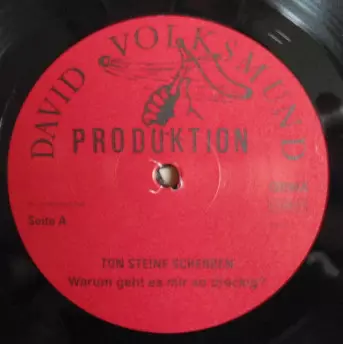 DAVID VOLKSMUND
PRODUKTION
Seite A
TON STEINE SCHERBEN
Warum geht es mir so dreckig?